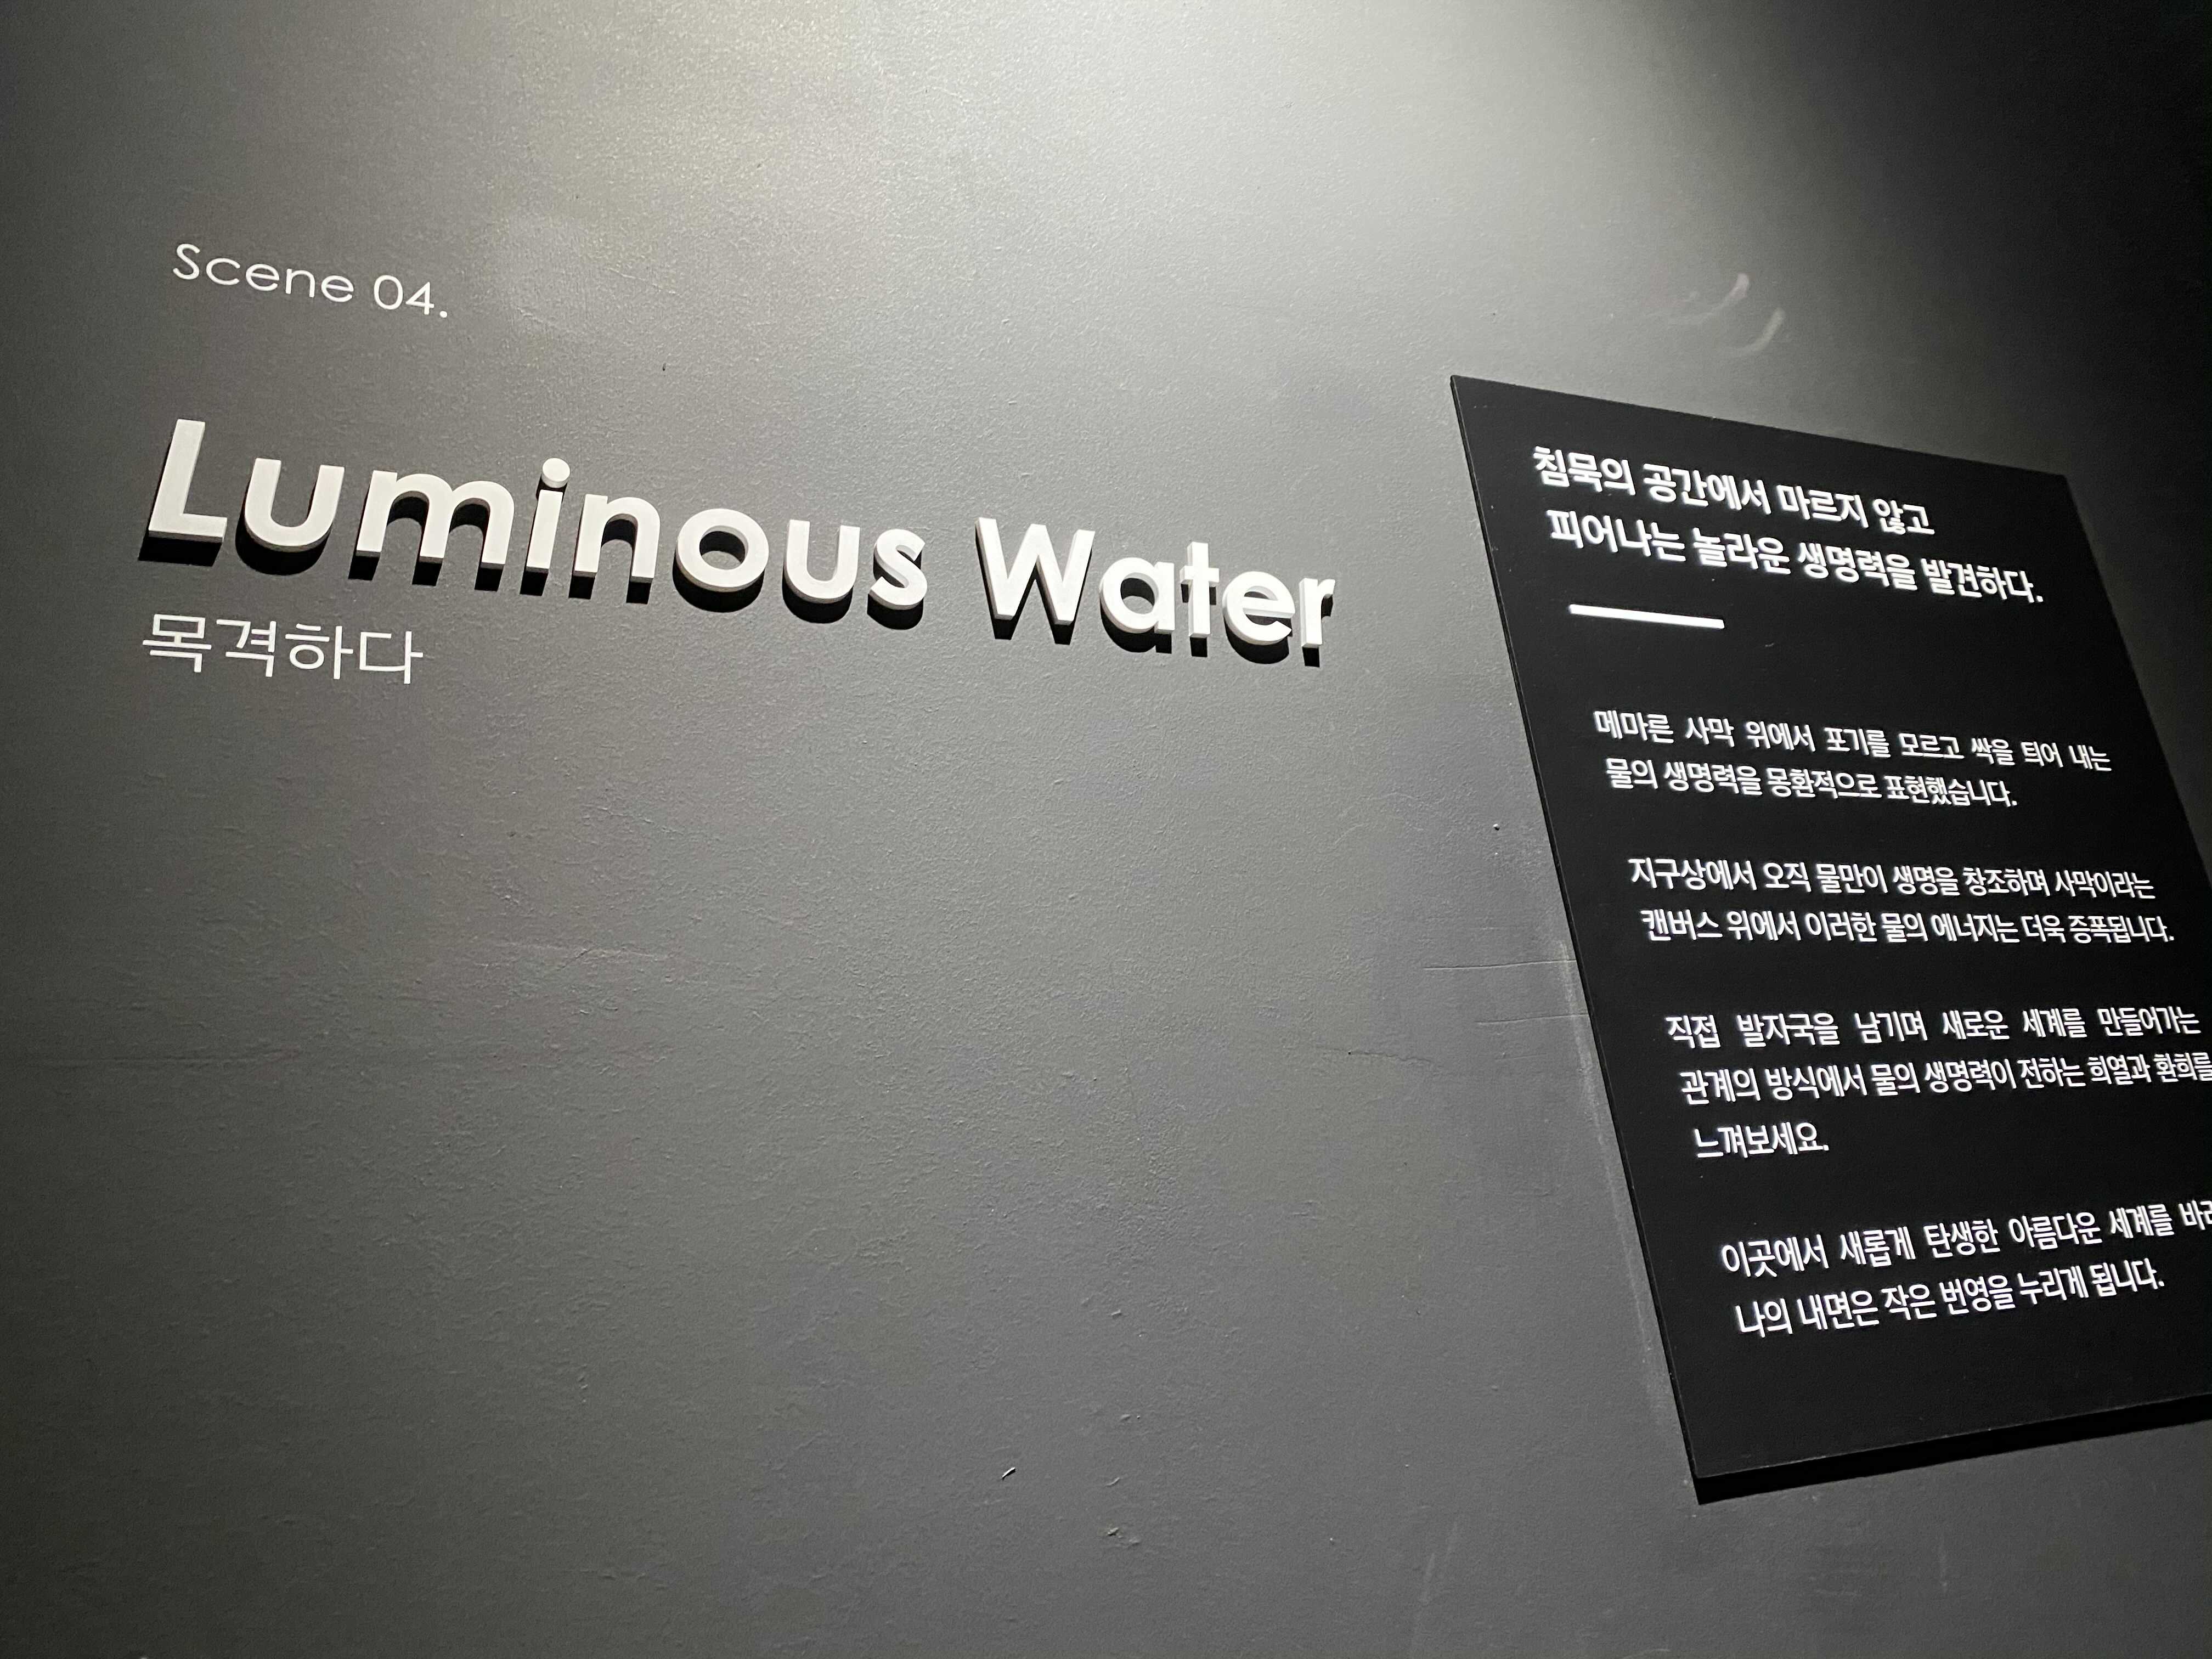 Scene 04.
Luminous Water
목격하다
침묵의 공간에서 마르지 않고
피어나는 놀라운 생명력을 발견하다.
메마른 사막 위에서 포기를 모르고 싹을 틔어 내는
물의 생명력을 몽환적으로 표현했습니다.
지구상에서 오직 물만이 생명을 창조하며 사막이라는
캔버스 위에서 이러한 물의 에너지는 더욱 증폭됩니다.
직접 발자국을 남기며 새로운 세계를 만들어가는
관계의 방식에서 물의 생명력이 전하는 희열과 환희를
느껴보세요.
이곳에서 새롭게 탄생한 아름다운 세계를
나의 내면은 작은 번영을 누리게 됩니다.